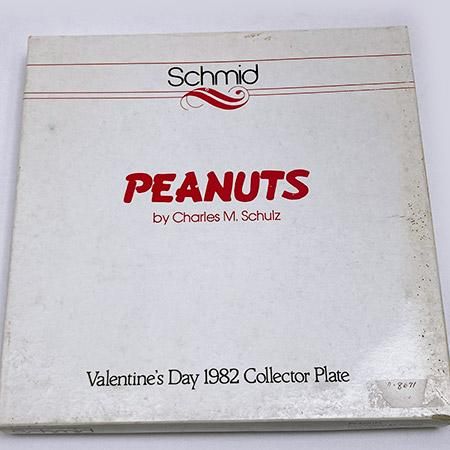 Schmid
PEANUTS
by Charles M. Schulz
Valentine's Day 1982 Collector Plate